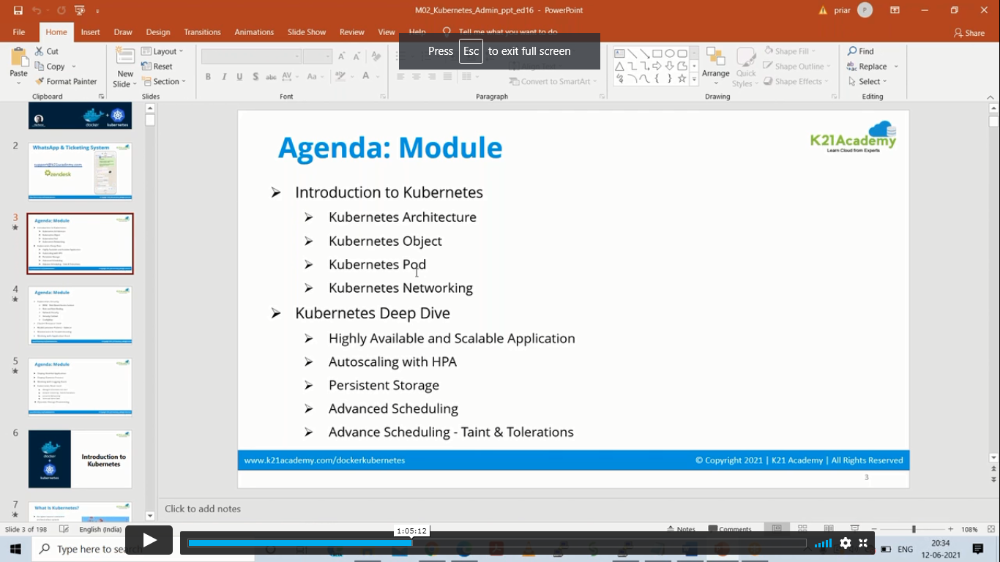 M02_Kubernetes_Admin_ppt_ed16 - PowerPoint
priar
P
File Home Insert Draw Design Transitions Animations Slide Show Review View Help Tell me what you want to do
Share
Press Esc to exit full screen
Paste
Cut
Copy
Format Painter
Clipboard
New Slide
Layout
Reset
Section
Slides
Font
Convert to SmartArt
Paragraph
Arrange
Quick Styles
Shape Fill
Shape Outline
Shape Effects
Drawing
Find
Replace
Select
Editing
docker kubernetes
2
WhatsApp & Ticketing System
support@k21academy.com
zendesk
3
Agenda: Module
4
Agenda: Module
5
Agenda: Module
6
docker
+
kubernetes
Introduction to Kubernetes
7
What Is Kubernetes?
Agenda: Module
K21Academy
Learn Cloud from Experts
Introduction to Kubernetes
Kubernetes Architecture
Kubernetes Object
Kubernetes Pod
Kubernetes Networking
Kubernetes Deep Dive
Highly Available and Scalable Application
Autoscaling with HPA
Persistent Storage
Advanced Scheduling
Advance Scheduling - Taint & Tolerations
www.k21academy.com/dockerkubernetes
© Copyright 2021 | K21 Academy | All Rights Reserved
3
Click to add notes
Slide 3 of 198
English (India)
1:05:12
Notes
Comments
108%
Type here to search
ENG
20:34
12-06-2021